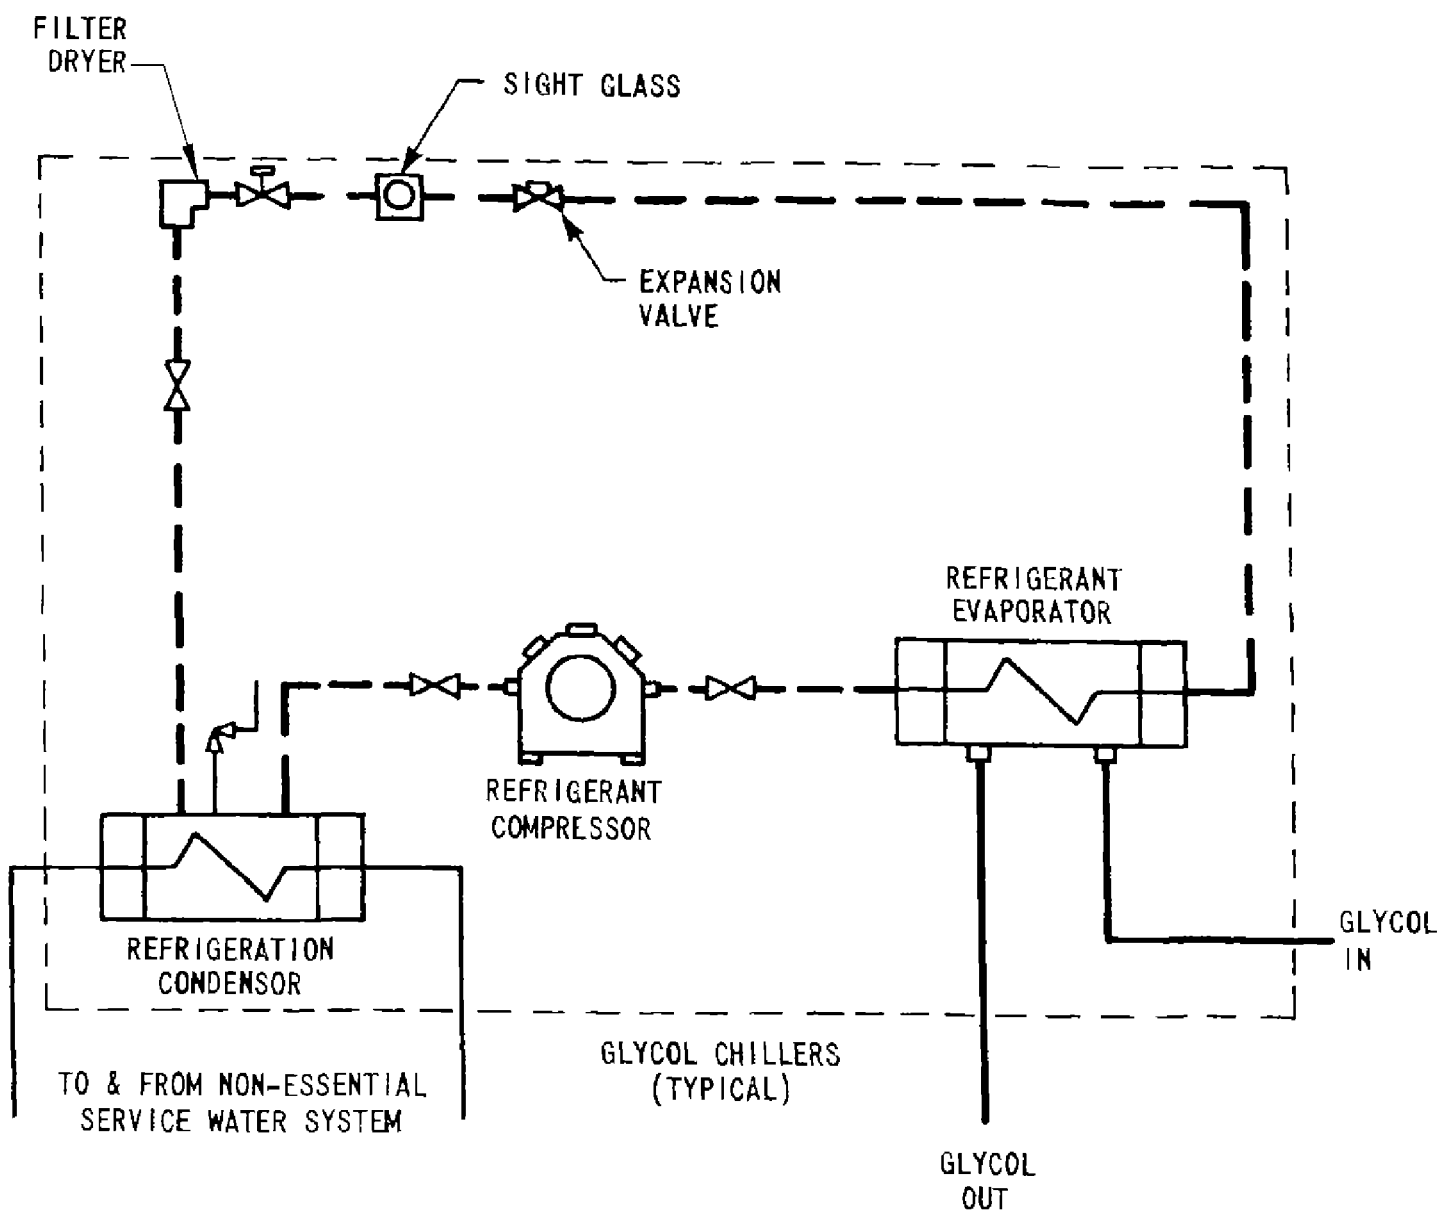 FILTER
DRYER
SIGHT GLASS
EXPANSION
VALVE
REFRIGERANT
EVAPORATOR
REFRIGERANT
COMPRESSOR
REFRIGERATION
CONDENSOR
GLYCOL
IN
GLYCOL CHILLERS
(TYPICAL)
TO & FROM NON-ESSENTIAL
SERVICE WATER SYSTEM
GLYCOL
OUT